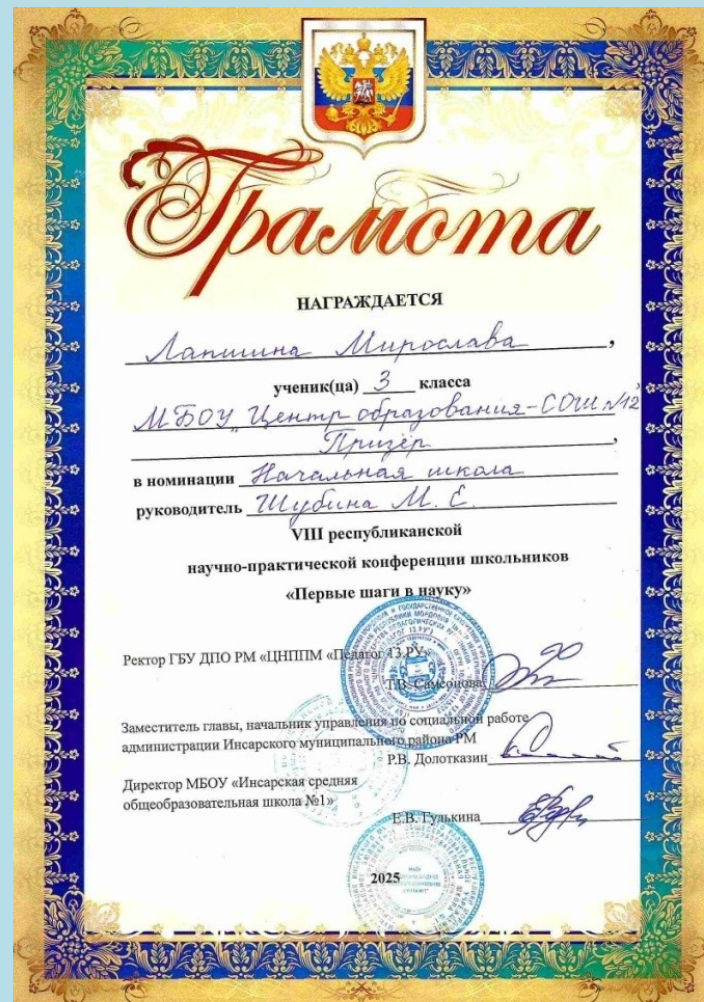 Грамота
НАГРАЖДАЕТСЯ
Лапшина Мирослава,
ученик(ца) 3 класса
МБОУ "Центр образования-СОШ №12"
Призёр,
в номинации Начальная школа
руководитель Шубина М. Е.
VIII республиканской
научно-практической конференции школьников
«Первые шаги в науку»
Ректор ГБУ ДПО РМ «ЦНППМ «Педагог 13.РУ»
Т.В. Самсонова
Заместитель главы, начальник управления по социальной работе
администрации Инсарского муниципального района РМ
Р.В. Долотказин
Директор МБОУ «Инсарская средняя
общеобразовательная школа №1»
Е.В. Гулькина
2025